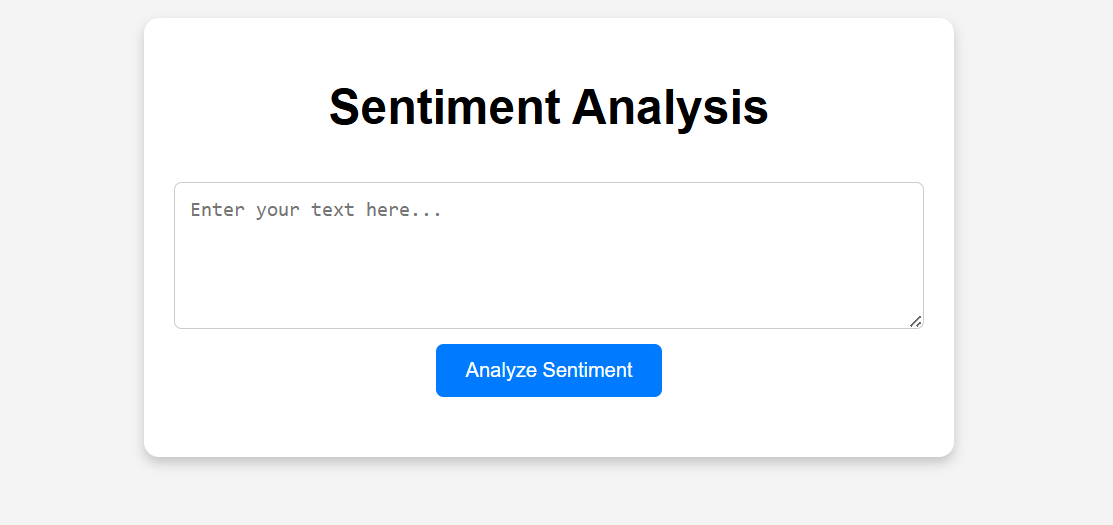 Sentiment Analysis
Enter your text here...
Analyze Sentiment